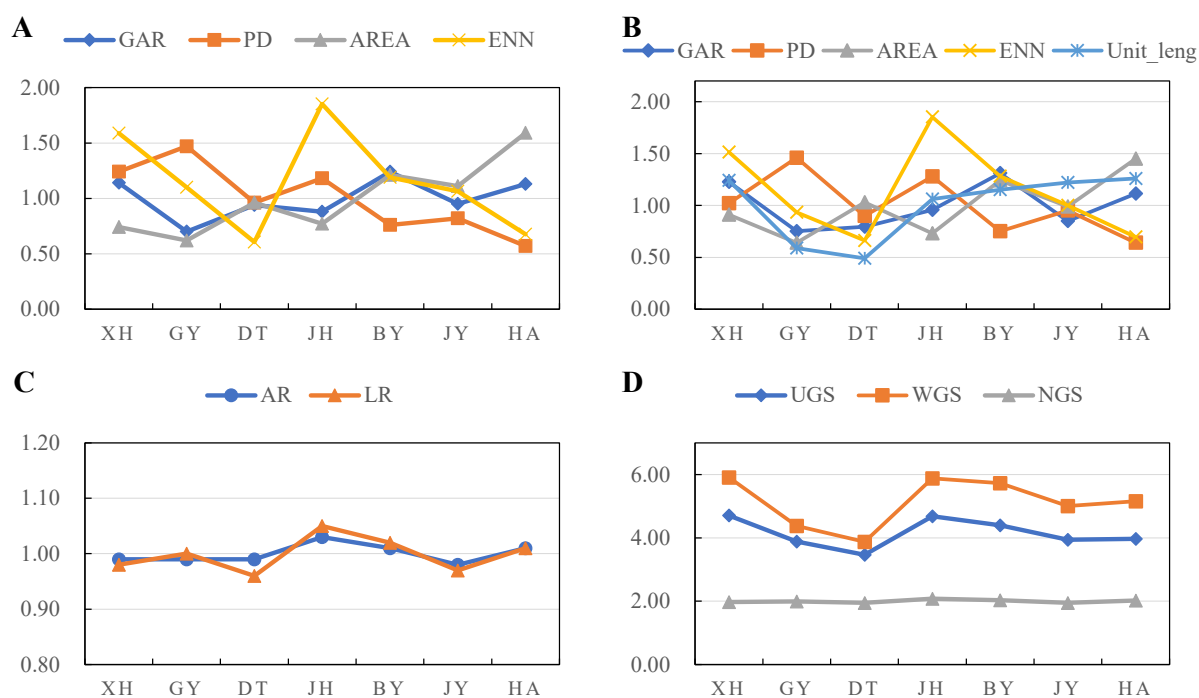 A
GAR PD AREA ENN
2.00
1.50
1.00
0.50
0.00
XH GY DT JH BY JY HA
B
GAR PD AREA ENN Unit_leng
2.00
1.50
1.00
0.50
0.00
XH GY DT JH BY JY HA
C
AR LR
1.20
1.10
1.00
0.90
0.80
XH GY DT JH BY JY HA
D
UGS WGS NGS
6.00
4.00
2.00
0.00
XH GY DT JH BY JY HA